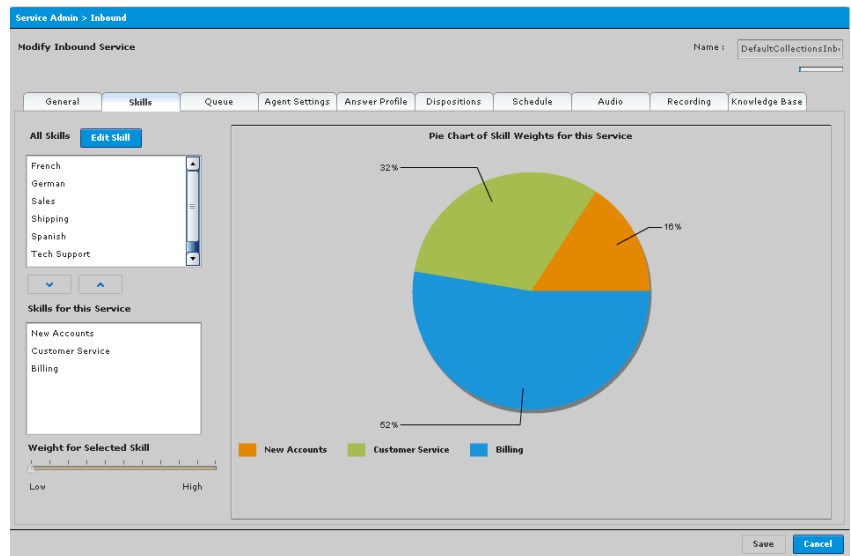 Service Admin > Inbound
Modify Inbound Service
Name :
DefaultCollectionsInb
General Skills Queue Agent Settings Answer Profile Dispositions Schedule Audio Recording Knowledge Base
All Skills Edit Skill
French
German
Sales
Shipping
Spanish
Tech Support
Skills for this Service
New Accounts
Customer Service
Billing
Weight for Selected Skill
Low High
Pie Chart of Skill Weights for this Service
32%
16%
52%
New Accounts Customer Service Billing
Save Cancel